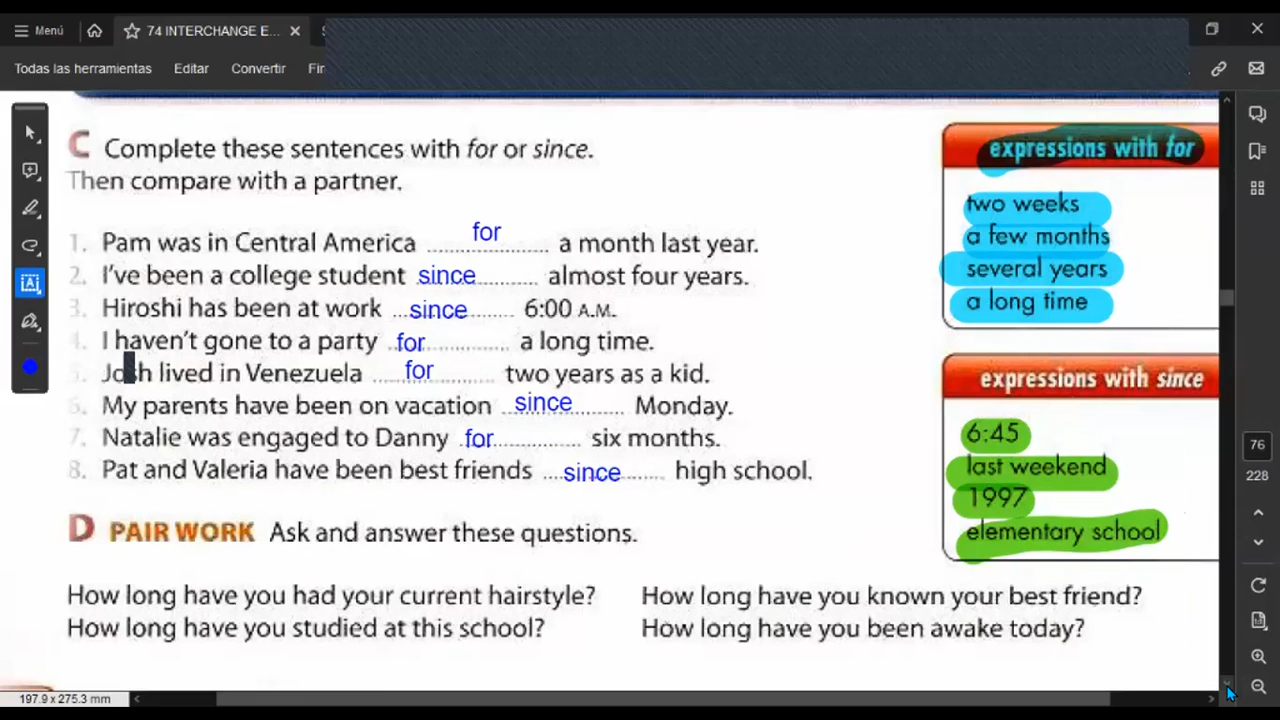 Menú
74 INTERCHANGE E...
Todas las herramientas Editar Convertir Fir
C Complete these sentences with for or since.
Then compare with a partner.
1. Pam was in Central America for a month last year.
2. I've been a college student since almost four years.
3. Hiroshi has been at work since 6:00 A.M.
4. I haven't gone to a party for a long time.
5. Josh lived in Venezuela for two years as a kid.
6. My parents have been on vacation since Monday.
7. Natalie was engaged to Danny for six months.
8. Pat and Valeria have been best friends since high school.
expressions with for
two weeks
a few months
several years
a long time
expressions with since
6:45
last weekend
1997
elementary school
D PAIR WORK Ask and answer these questions.
How long have you had your current hairstyle?
How long have you studied at this school?
How long have you known your best friend?
How long have you been awake today?
76
228
197.9 x 275.3 mm